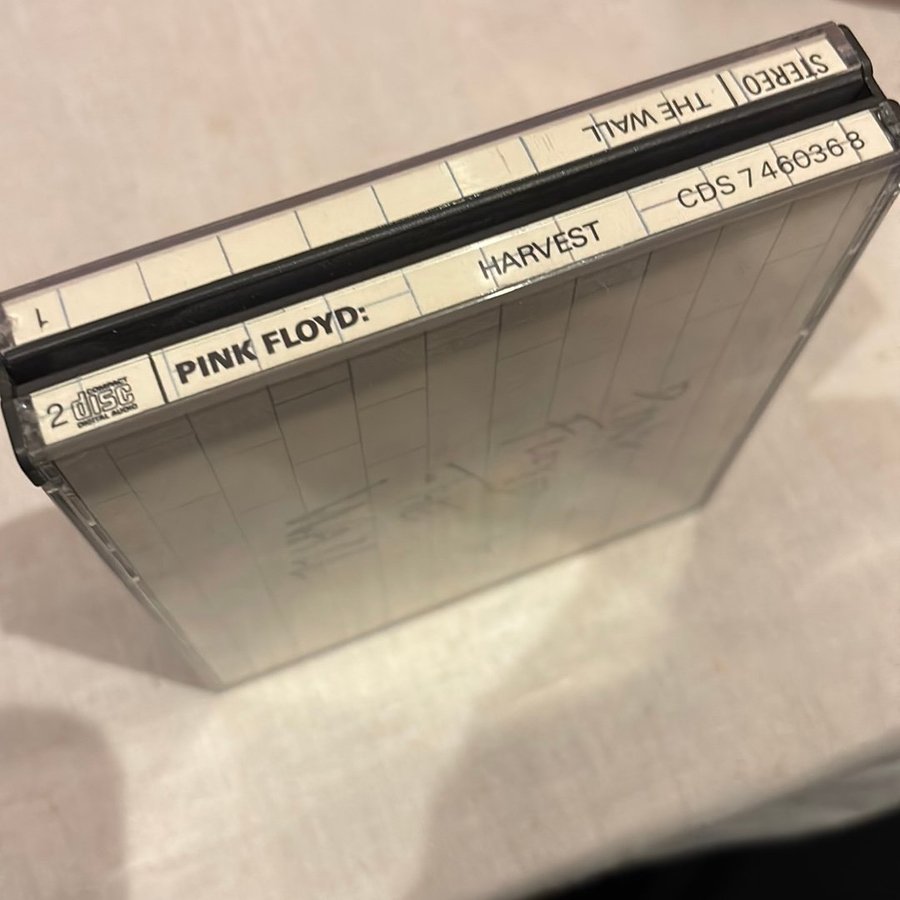 STEREO | THE WALL
1
2 COMPACT disc DIGITAL AUDIO | PINK FLOYD: HARVEST CDS 7 46036 8